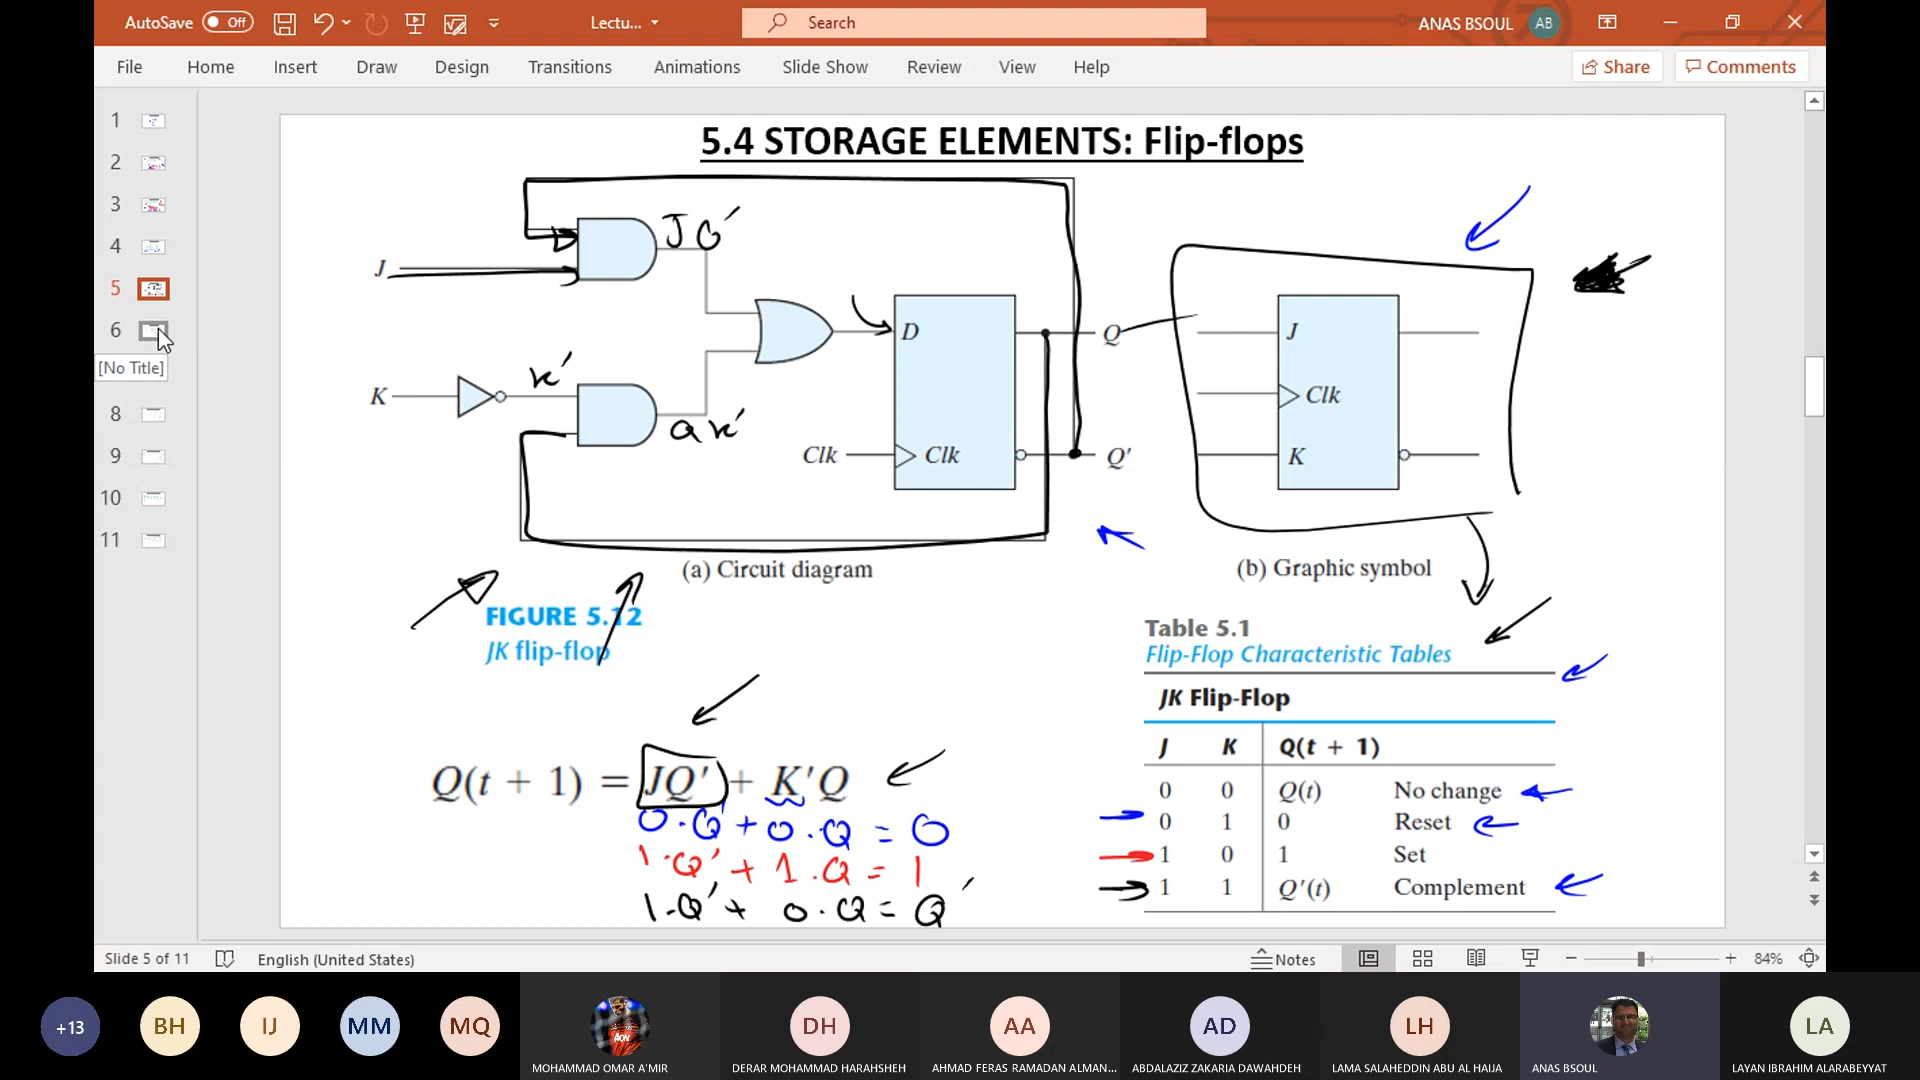 AutoSave Off Lectu... Search ANAS BSOUL AB
File Home Insert Draw Design Transitions Animations Slide Show Review View Help Share Comments
1
2
3
4
5
6
[No Title]
8
9
10
11
5.4 STORAGE ELEMENTS: Flip-flops
JQ'
J
D Q
J
K'
K
Clk
QK'
Clk Clk Q'
K
(a) Circuit diagram
(b) Graphic symbol
FIGURE 5.12
JK flip-flop
Table 5.1
Flip-Flop Characteristic Tables
JK Flip-Flop
J K Q(t + 1)
0 0 Q(t) No change
0 1 0 Reset
1 0 1 Set
1 1 Q'(t) Complement
Q(t + 1) = JQ' + K'Q
0·Q' + 0·Q = 0
1·Q' + 1·Q = 1
1·Q' + 0·Q = Q'
Slide 5 of 11 English (United States) Notes 84%
+13 BH IJ MM MQ DH AA AD LH LA
MOHAMMAD OMAR A'MIR DERAR MOHAMMAD HARAHSHEH AHMAD FERAS RAMADAN ALMAN... ABDALAZIZ ZAKARIA DAWAHDEH LAMA SALAHEDDIN ABU AL HAIJA ANAS BSOUL LAYAN IBRAHIM ALARABEYYAT